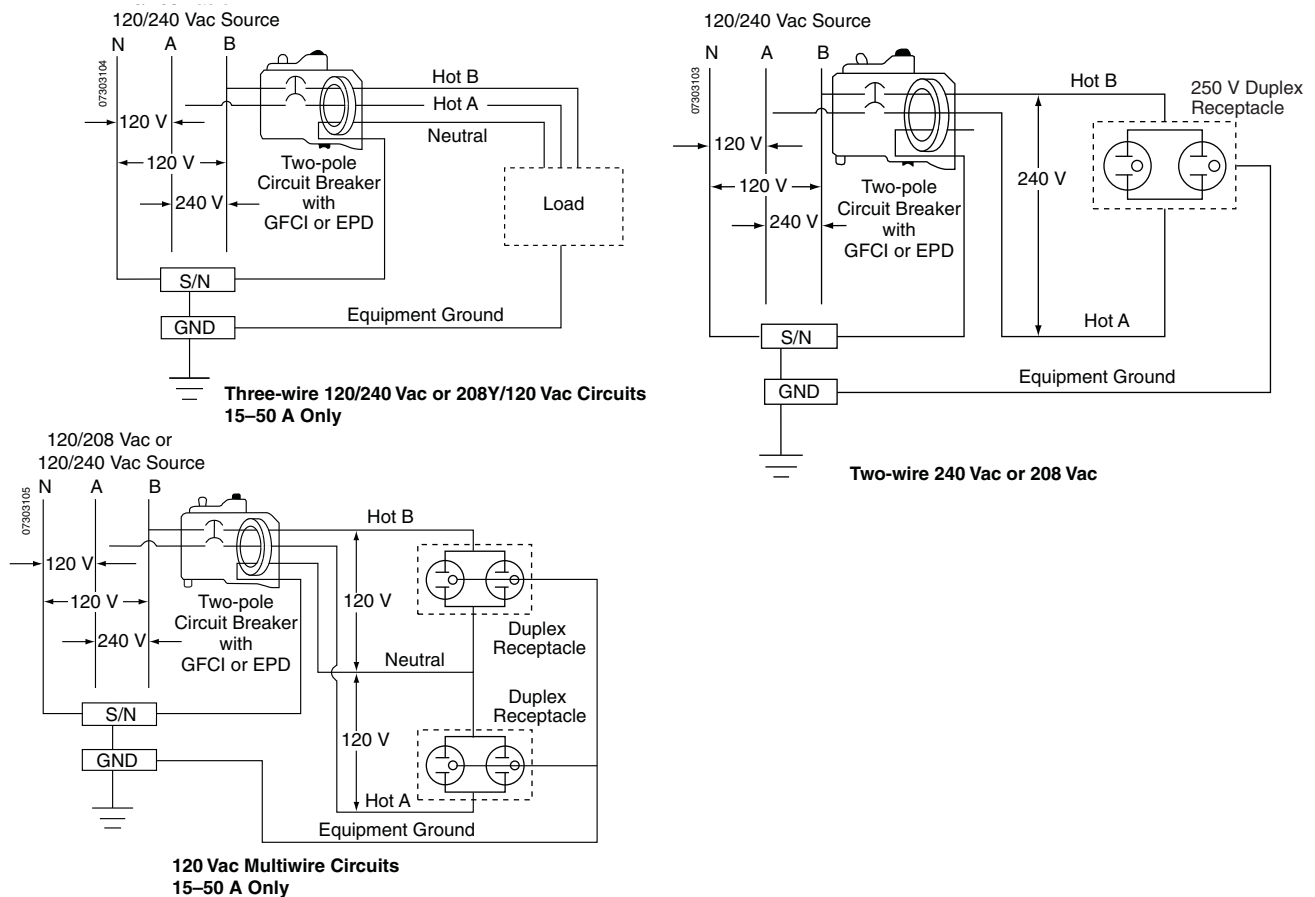 120/240 Vac Source
N A B
07303104
Hot B
Hot A
Neutral
120 V
120 V
240 V
Two-pole
Circuit Breaker
with
GFCI or EPD
Load
S/N
Equipment Ground
GND
Three-wire 120/240 Vac or 208Y/120 Vac Circuits
15–50 A Only
120/240 Vac Source
N A B
07303103
Hot B
250 V Duplex
Receptacle
120 V
120 V
240 V
240 V
Two-pole
Circuit Breaker
with
GFCI or EPD
Hot A
S/N
Equipment Ground
GND
Two-wire 240 Vac or 208 Vac
120/208 Vac or
120/240 Vac Source
N A B
07303105
Hot B
120 V
120 V
240 V
Two-pole
Circuit Breaker
with
GFCI or EPD
120 V
Duplex
Receptacle
Neutral
Duplex
Receptacle
120 V
S/N
GND
Hot A
Equipment Ground
120 Vac Multiwire Circuits
15–50 A Only